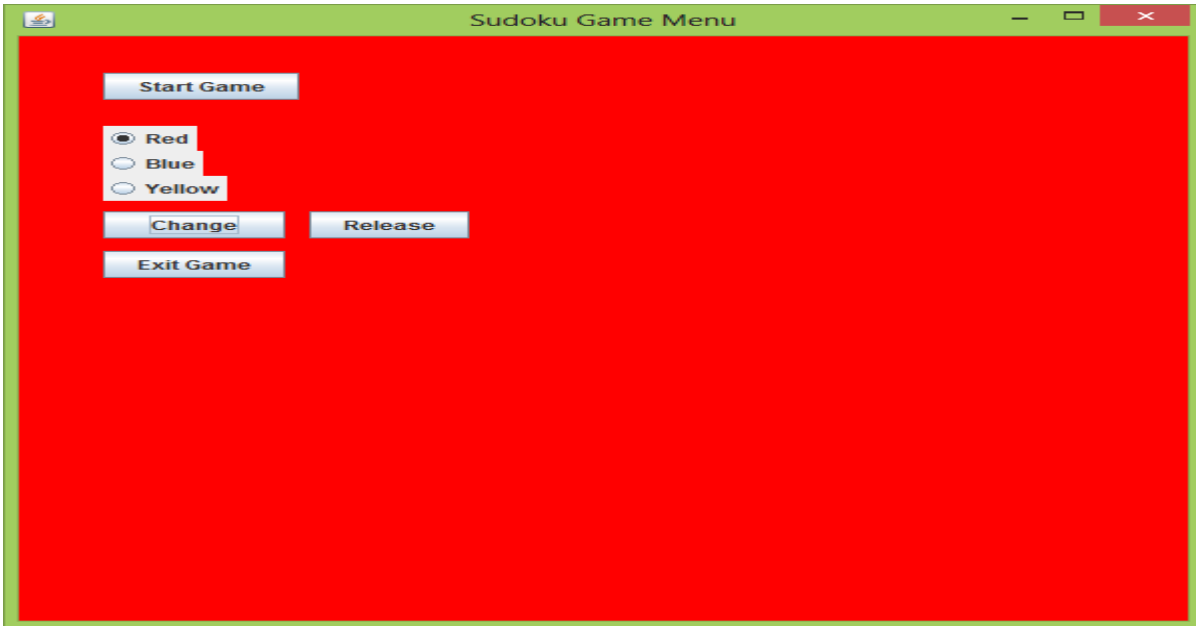 Sudoku Game Menu
Start Game
Red
Blue
Yellow
Change Release
Exit Game